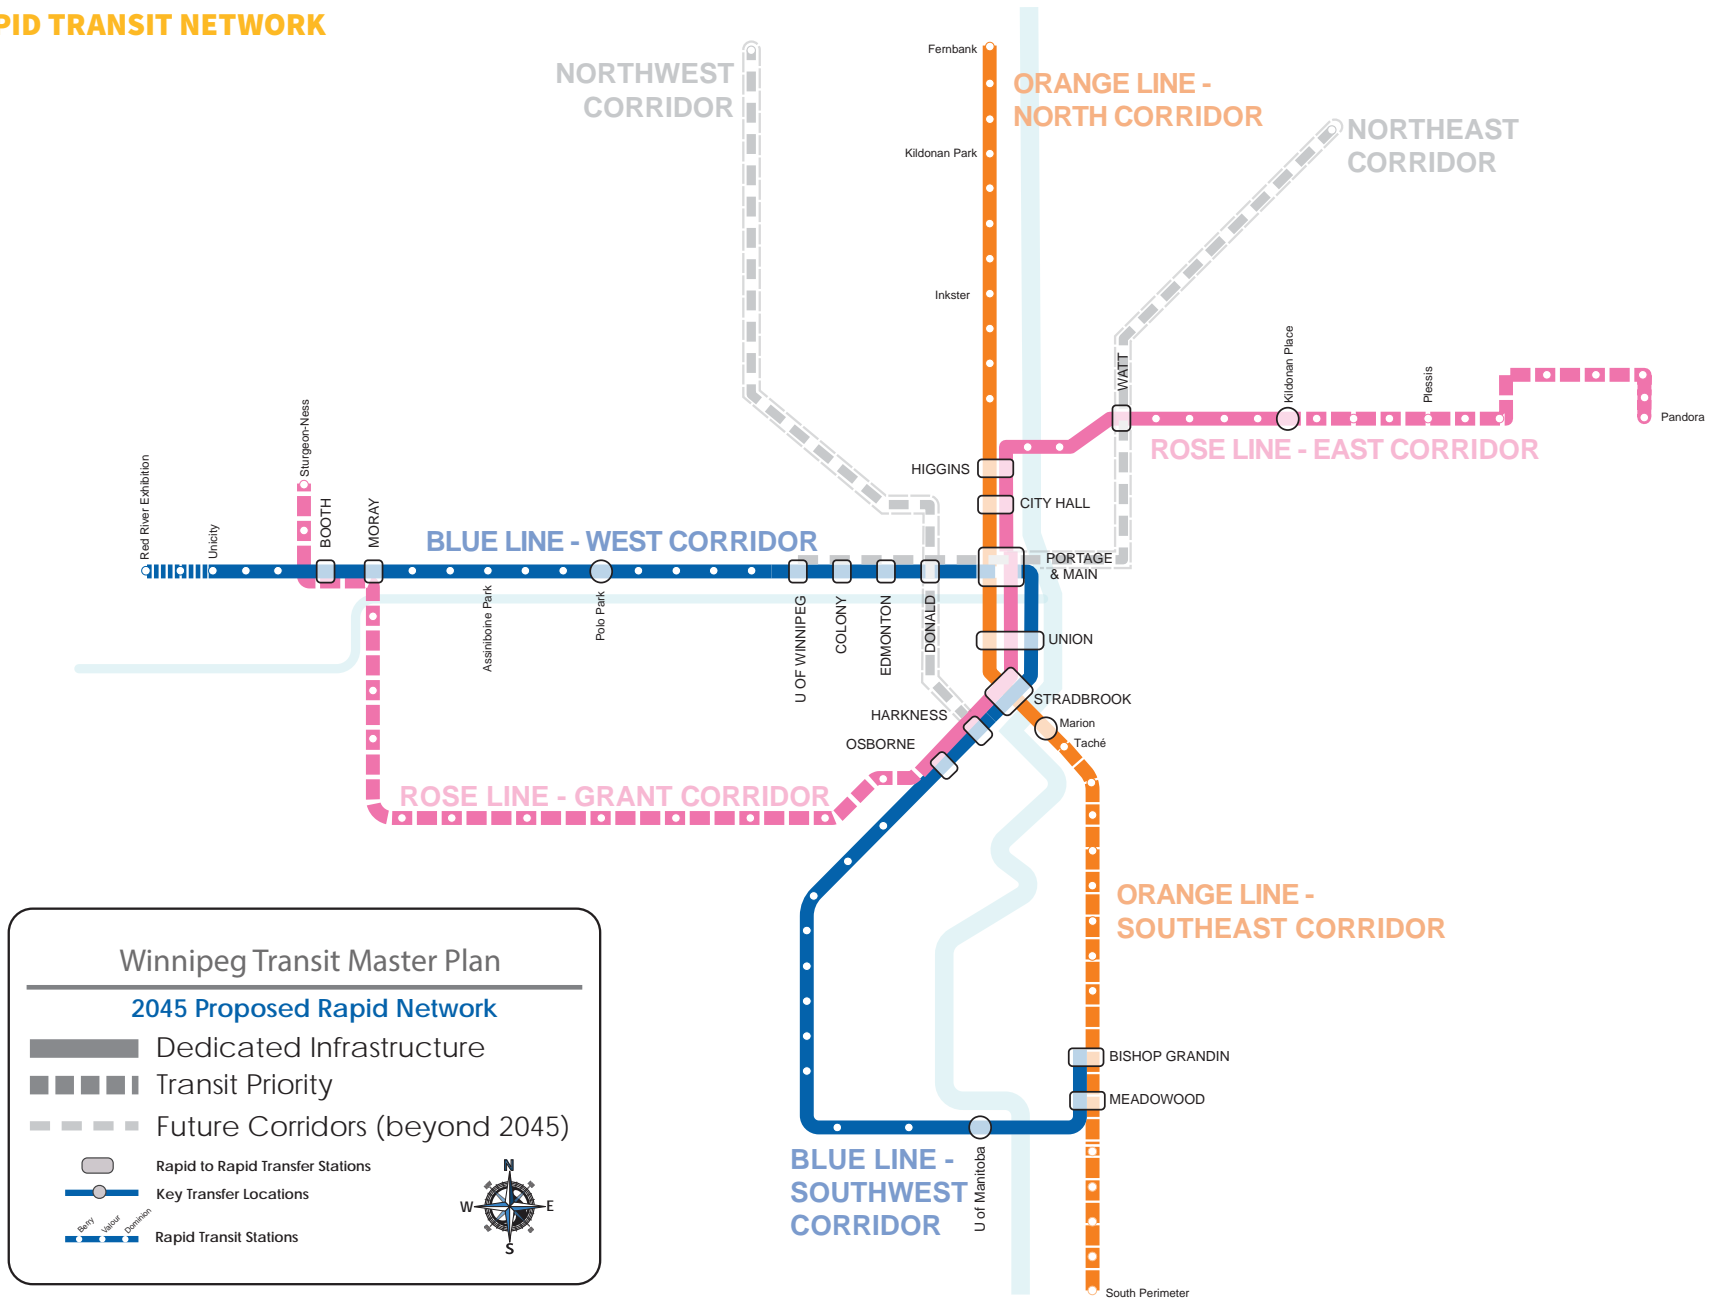 PID TRANSIT NETWORK
NORTHWEST
CORRIDOR
Fernbank
ORANGE LINE -
NORTH CORRIDOR
Kildonan Park
NORTHEAST
CORRIDOR
Inkster
WATT
Kildonan Place
Plessis
Pandora
ROSE LINE - EAST CORRIDOR
HIGGINS
CITY HALL
Red River Exhibition
Unicity
Sturgeon-Ness
BOOTH
MORAY
BLUE LINE - WEST CORRIDOR
PORTAGE
& MAIN
Assiniboine Park
Polo Park
U OF WINNIPEG
COLONY
EDMONTON
DONALD
UNION
STRADBROOK
HARKNESS
Marion
OSBORNE
Taché
ROSE LINE - GRANT CORRIDOR
ORANGE LINE -
SOUTHEAST CORRIDOR
BISHOP GRANDIN
MEADOWOOD
BLUE LINE -
SOUTHWEST
CORRIDOR
U of Manitoba
South Perimeter
Winnipeg Transit Master Plan
2045 Proposed Rapid Network
Dedicated Infrastructure
Transit Priority
Future Corridors (beyond 2045)
Rapid to Rapid Transfer Stations
Key Transfer Locations
Berry
Valour
Dominion
Rapid Transit Stations
N
W
E
S